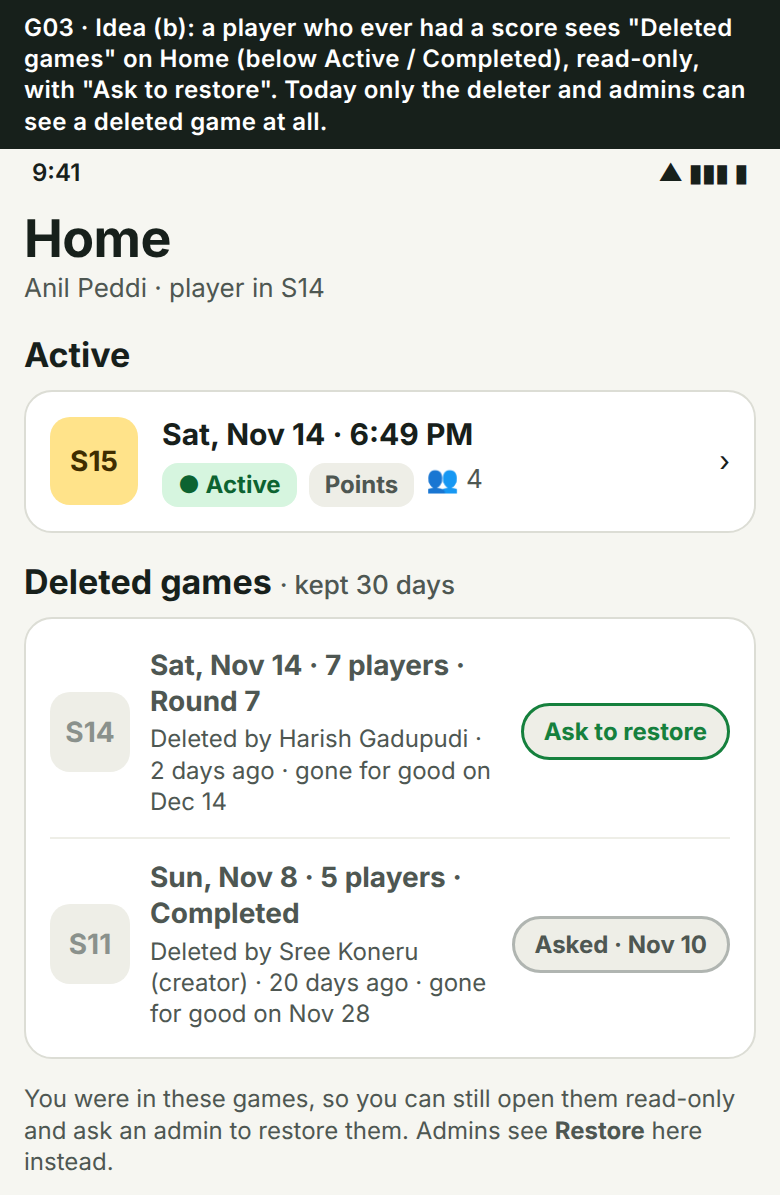 G03 · Idea (b): a player who ever had a score sees "Deleted
games" on Home (below Active / Completed), read-only,
with "Ask to restore". Today only the deleter and admins can
see a deleted game at all.
9:41
Home
Anil Peddi · player in S14
Active
S15
Sat, Nov 14 · 6:49 PM
● Active
Points
👥 4
›
Deleted games · kept 30 days
S14
Sat, Nov 14 · 7 players ·
Round 7
Deleted by Harish Gadupudi ·
2 days ago · gone for good on
Dec 14
Ask to restore
S11
Sun, Nov 8 · 5 players ·
Completed
Deleted by Sree Koneru
(creator) · 20 days ago · gone
for good on Nov 28
Asked · Nov 10
You were in these games, so you can still open them read-only
and ask an admin to restore them. Admins see Restore here
instead.